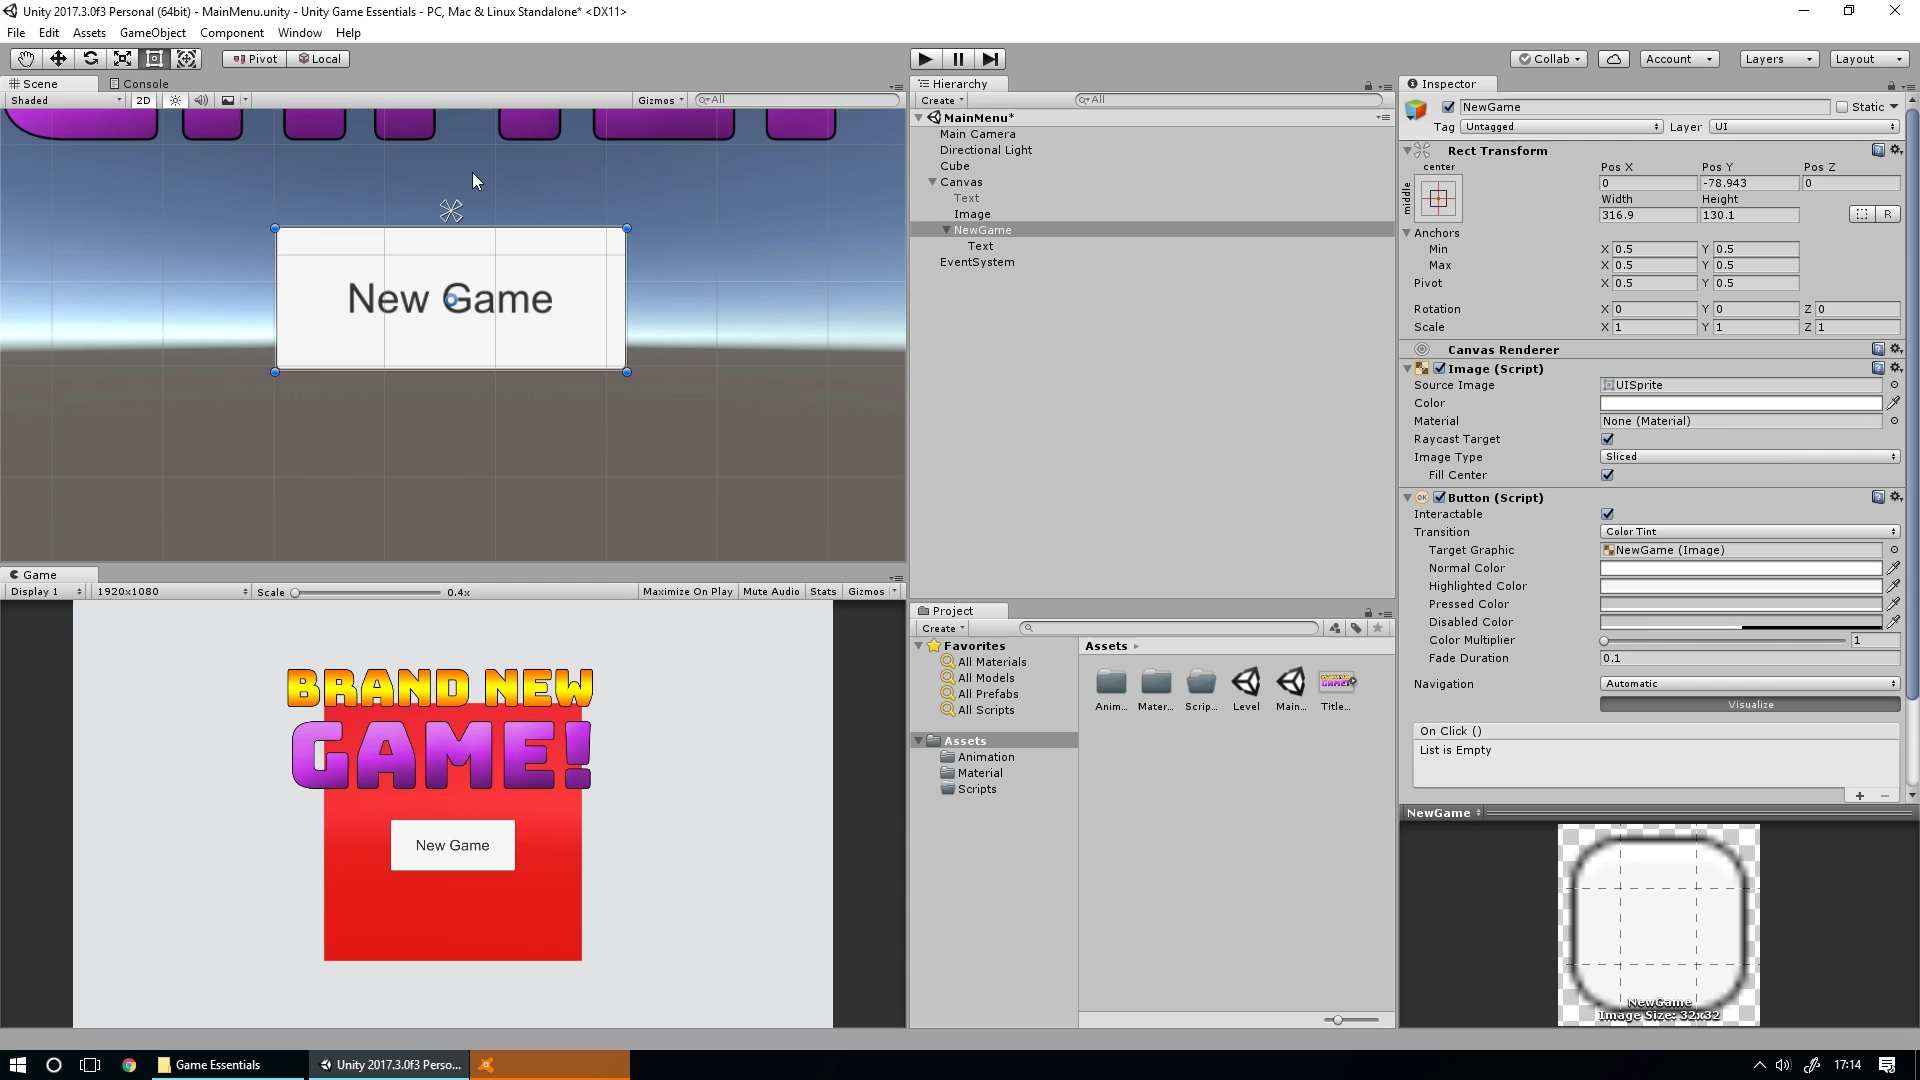 Unity 2017.3.0f3 Personal (64bit) - MainMenu.unity - Unity Game Essentials - PC, Mac & Linux Standalone* <DX11>
File Edit Assets GameObject Component Window Help
Pivot Local
Collab Account Layers Layout
Scene Console
Shaded 2D Gizmos All
New Game
Game
Display 1 1920x1080 Scale 0.4x Maximize On Play Mute Audio Stats Gizmos
BRAND NEW
GAME!
New Game
Hierarchy
Create All
MainMenu*
Main Camera
Directional Light
Cube
Canvas
Text
Image
NewGame
Text
EventSystem
Project
Create
Favorites
All Materials
All Models
All Prefabs
All Scripts
Assets
Animation
Material
Scripts
Assets
Anim... Mater... Scrip... Level Main... Title...
Inspector
NewGame Static
Tag Untagged Layer UI
Rect Transform
center
middle
Pos X Pos Y Pos Z
0 -78.943 0
Width Height
316.9 130.1
R
Anchors
Min X 0.5 Y 0.5
Max X 0.5 Y 0.5
Pivot X 0.5 Y 0.5
Rotation X 0 Y 0 Z 0
Scale X 1 Y 1 Z 1
Canvas Renderer
Image (Script)
Source Image UISprite
Color
Material None (Material)
Raycast Target
Image Type Sliced
Fill Center
OK Button (Script)
Interactable
Transition Color Tint
Target Graphic NewGame (Image)
Normal Color
Highlighted Color
Pressed Color
Disabled Color
Color Multiplier 1
Fade Duration 0.1
Navigation Automatic
Visualize
On Click ()
List is Empty
NewGame
NewGame
Image Size: 32x32
Game Essentials
Unity 2017.3.0f3 Perso...
17:14